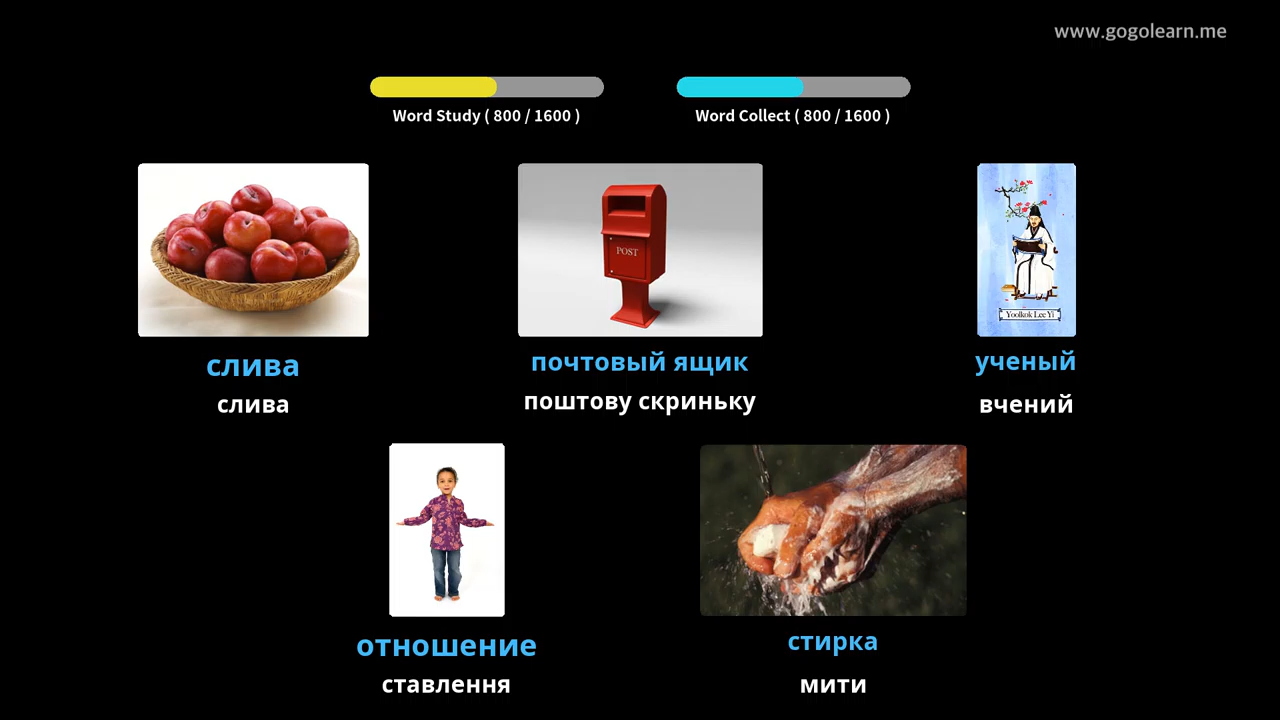 www.gogolearn.me
Word Study ( 800 / 1600 )
Word Collect ( 800 / 1600 )
POST
Yoolkok Lee Yi
слива
слива
почтовый ящик
поштову скриньку
ученый
вчений
отношение
ставлення
стирка
мити